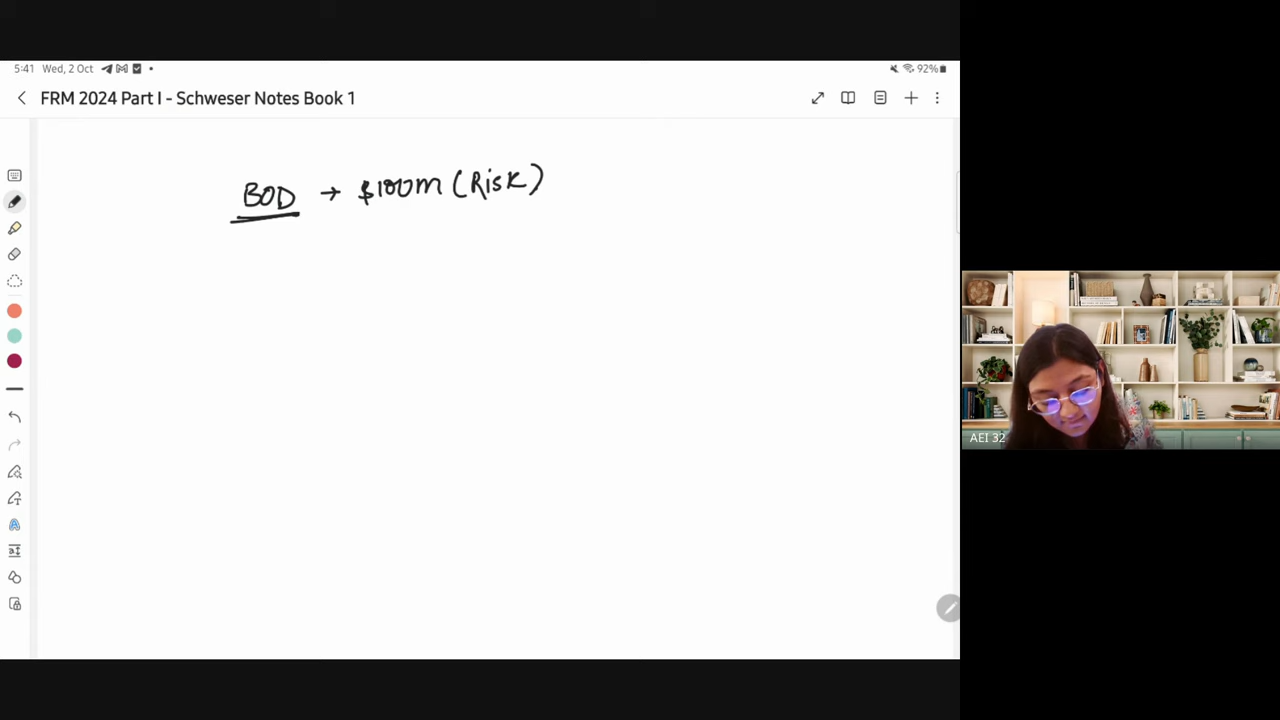 5:41 Wed, 2 Oct 92%
FRM 2024 Part I - Schweser Notes Book 1
BOD → $100m (Risk)
AEI 32